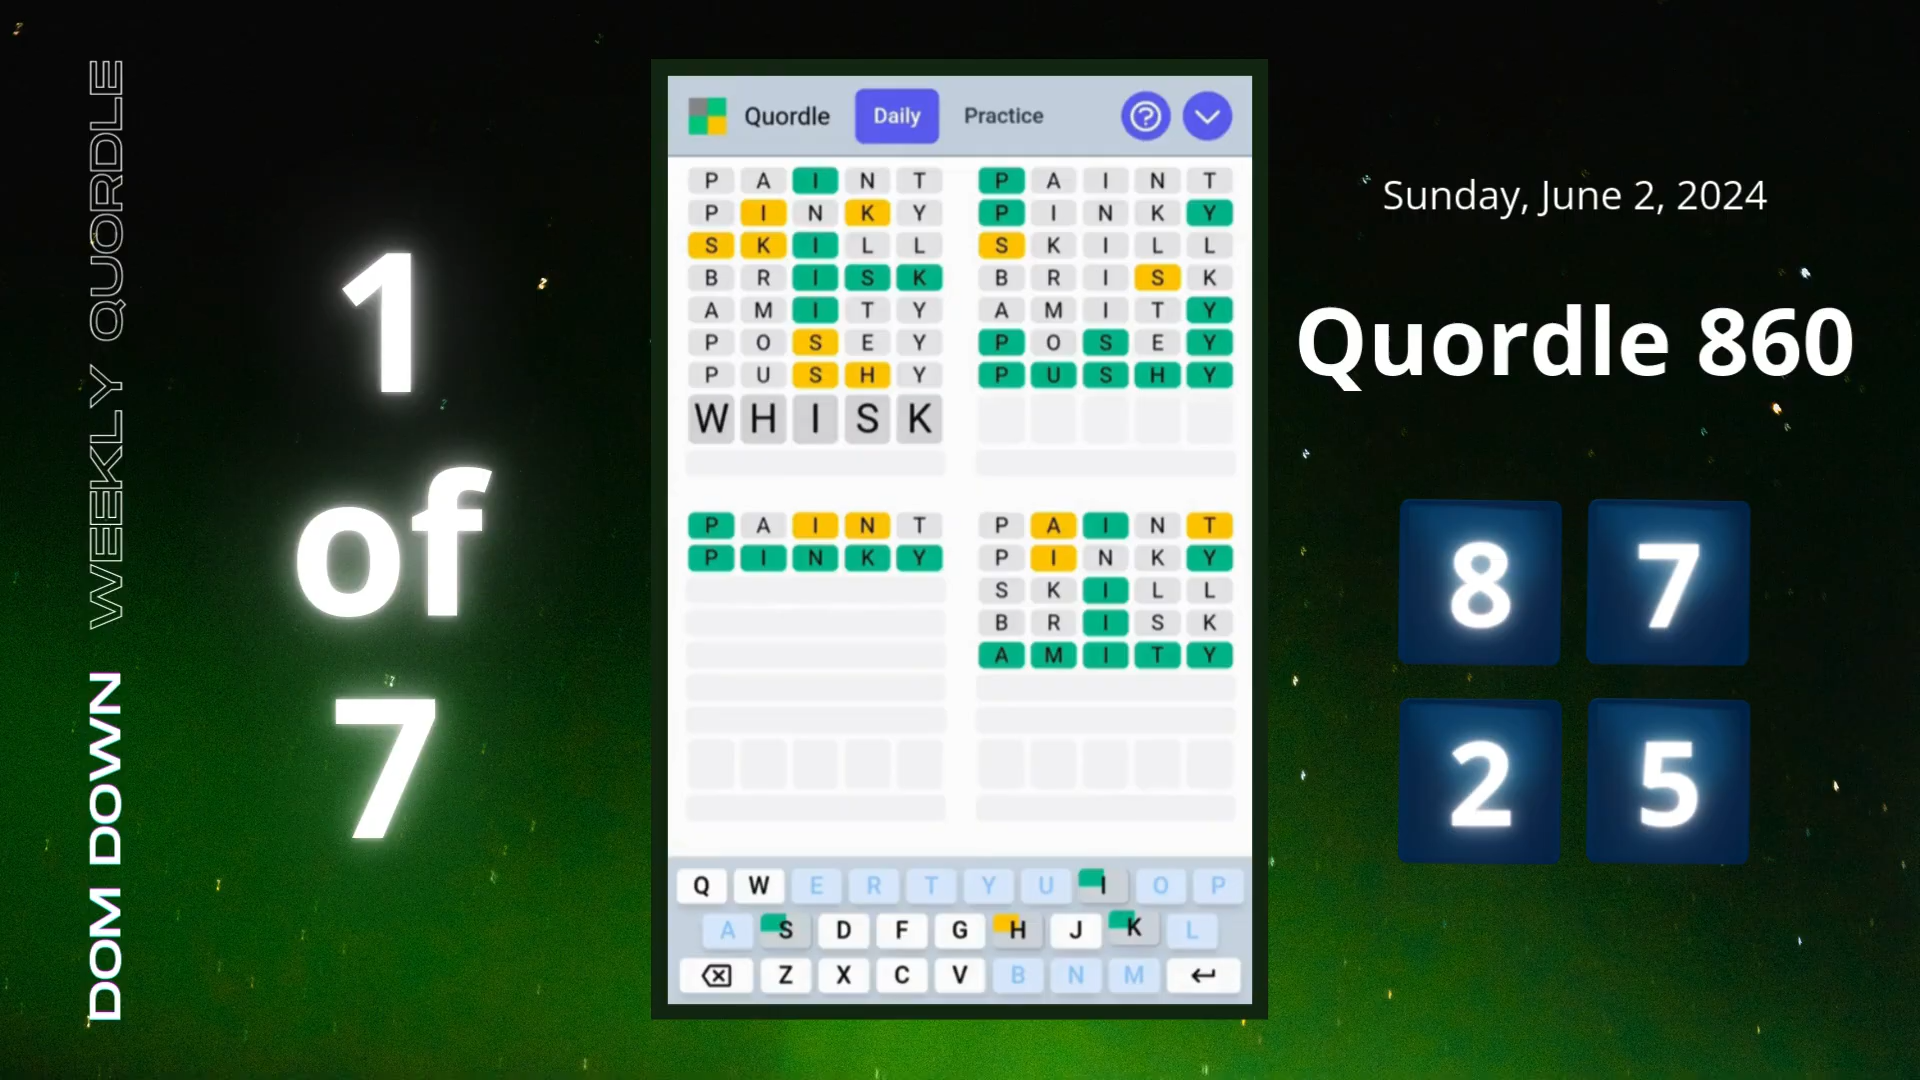 DOM DOWN WEEKLY QUORDLE
1
of
7
Quordle Daily Practice
P A I N T
P I N K Y
S K I L L
B R I S K
A M I T Y
P O S E Y
P U S H Y
W H I S K
P A I N T
P I N K Y
S K I L L
B R I S K
A M I T Y
P O S E Y
P U S H Y
P A I N T
P I N K Y
P A I N T
P I N K Y
S K I L L
B R I S K
A M I T Y
Q W E R T Y U I O P
A S D F G H J K L
Z X C V B N M
Sunday, June 2, 2024
Quordle 860
8 7
2 5